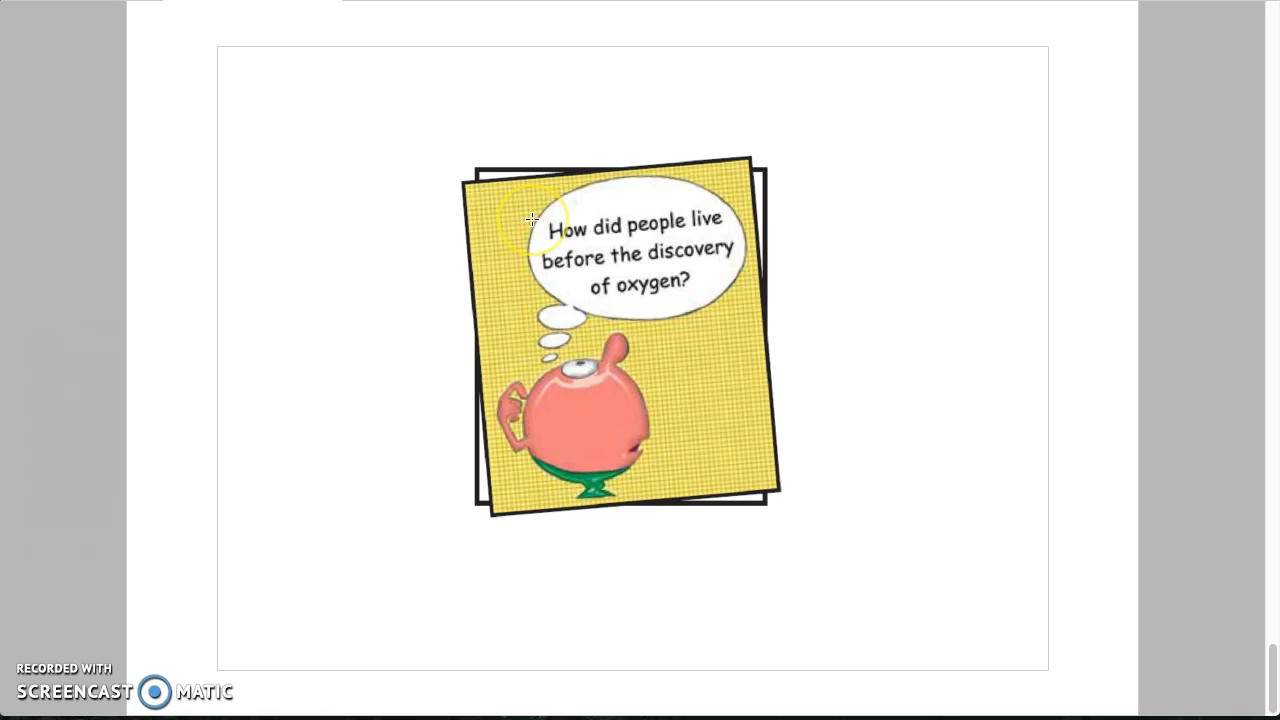 How did people live
before the discovery
of oxygen?
RECORDED WITH
SCREENCAST MATIC